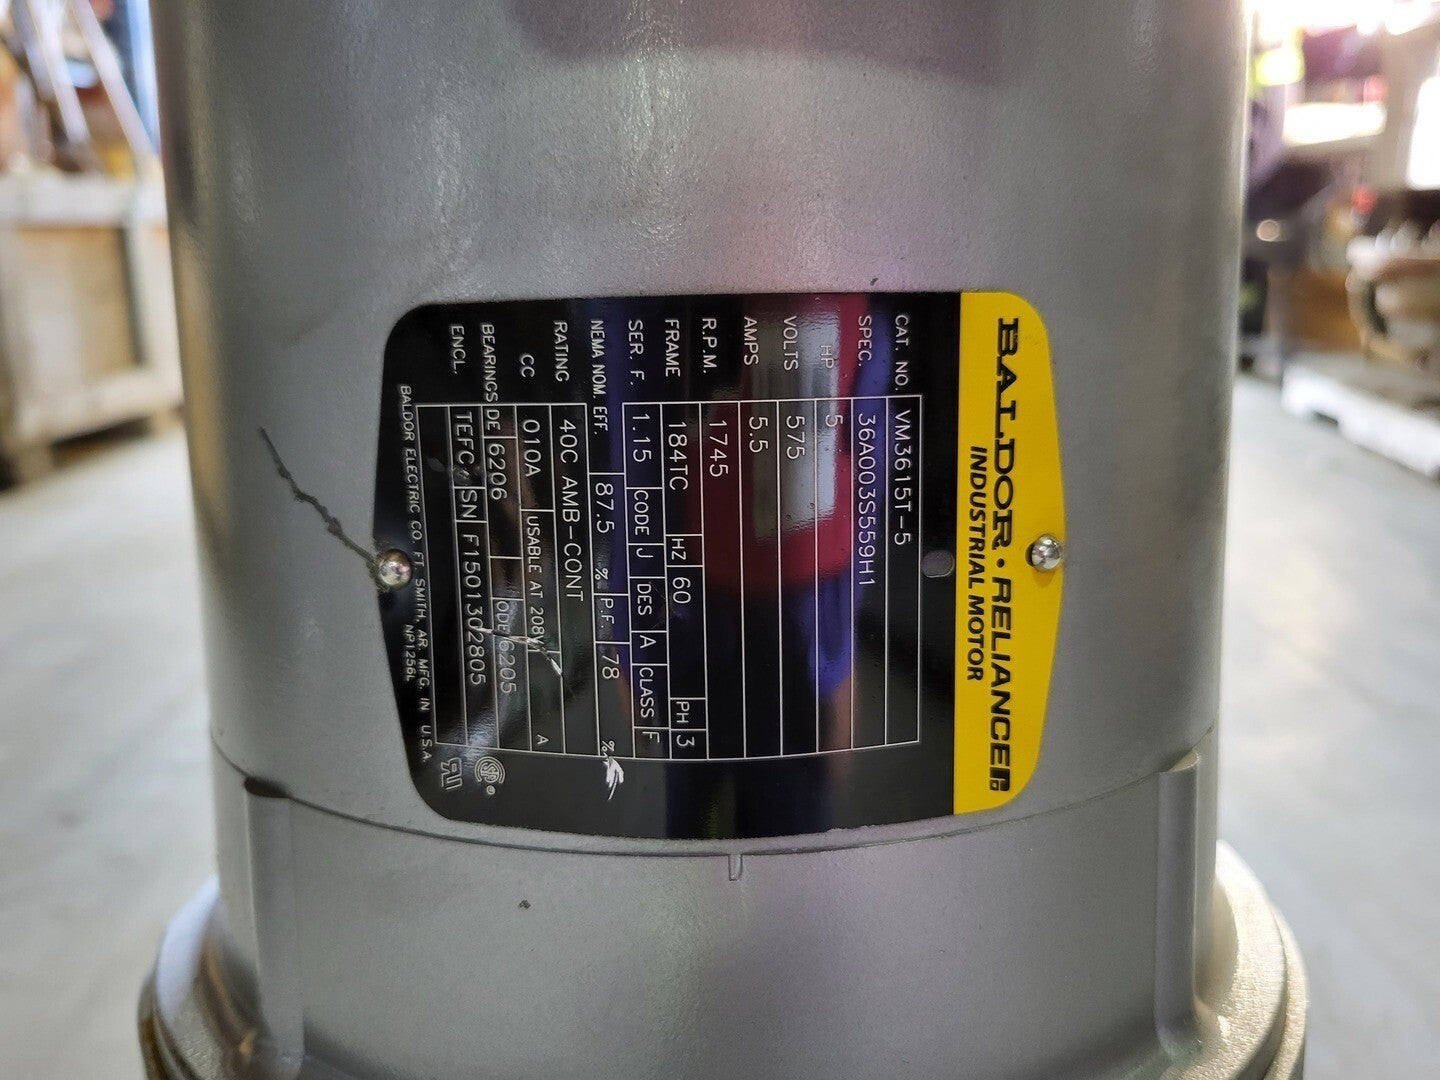 BALDOR • RELIANCER
INDUSTRIAL MOTOR
CAT. NO. VM3615T-5
SPEC. 36A003S559H1
HP 5
VOLTS 575
AMPS 5.5
R.P.M. 1745
FRAME 184TC HZ 60 PH 3
SER. F. 1.15 CODE J DES A CLASS F
NEMA NOM. EFF. 87.5 % P.F. 78 %
RATING 40C AMB-CONT
CC 010A USABLE AT 208V A
BEARINGS DE 6206 ODE 6205
ENCL. TEFC SN F1501302805
BALDOR ELECTRIC CO. FT. SMITH, AR. MFG. IN U.S.A.
NP1256L